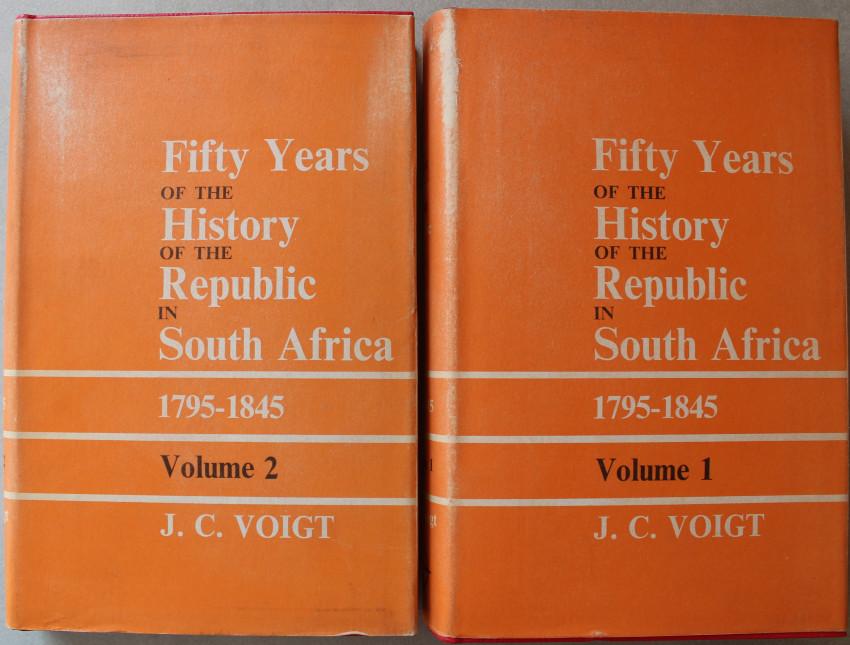 Fifty Years
OF THE
History
OF THE
Republic
IN
South Africa
1795-1845
Volume 2
J. C. VOIGT
Fifty Years
OF THE
History
OF THE
Republic
IN
South Africa
1795-1845
Volume 1
J. C. VOIGT